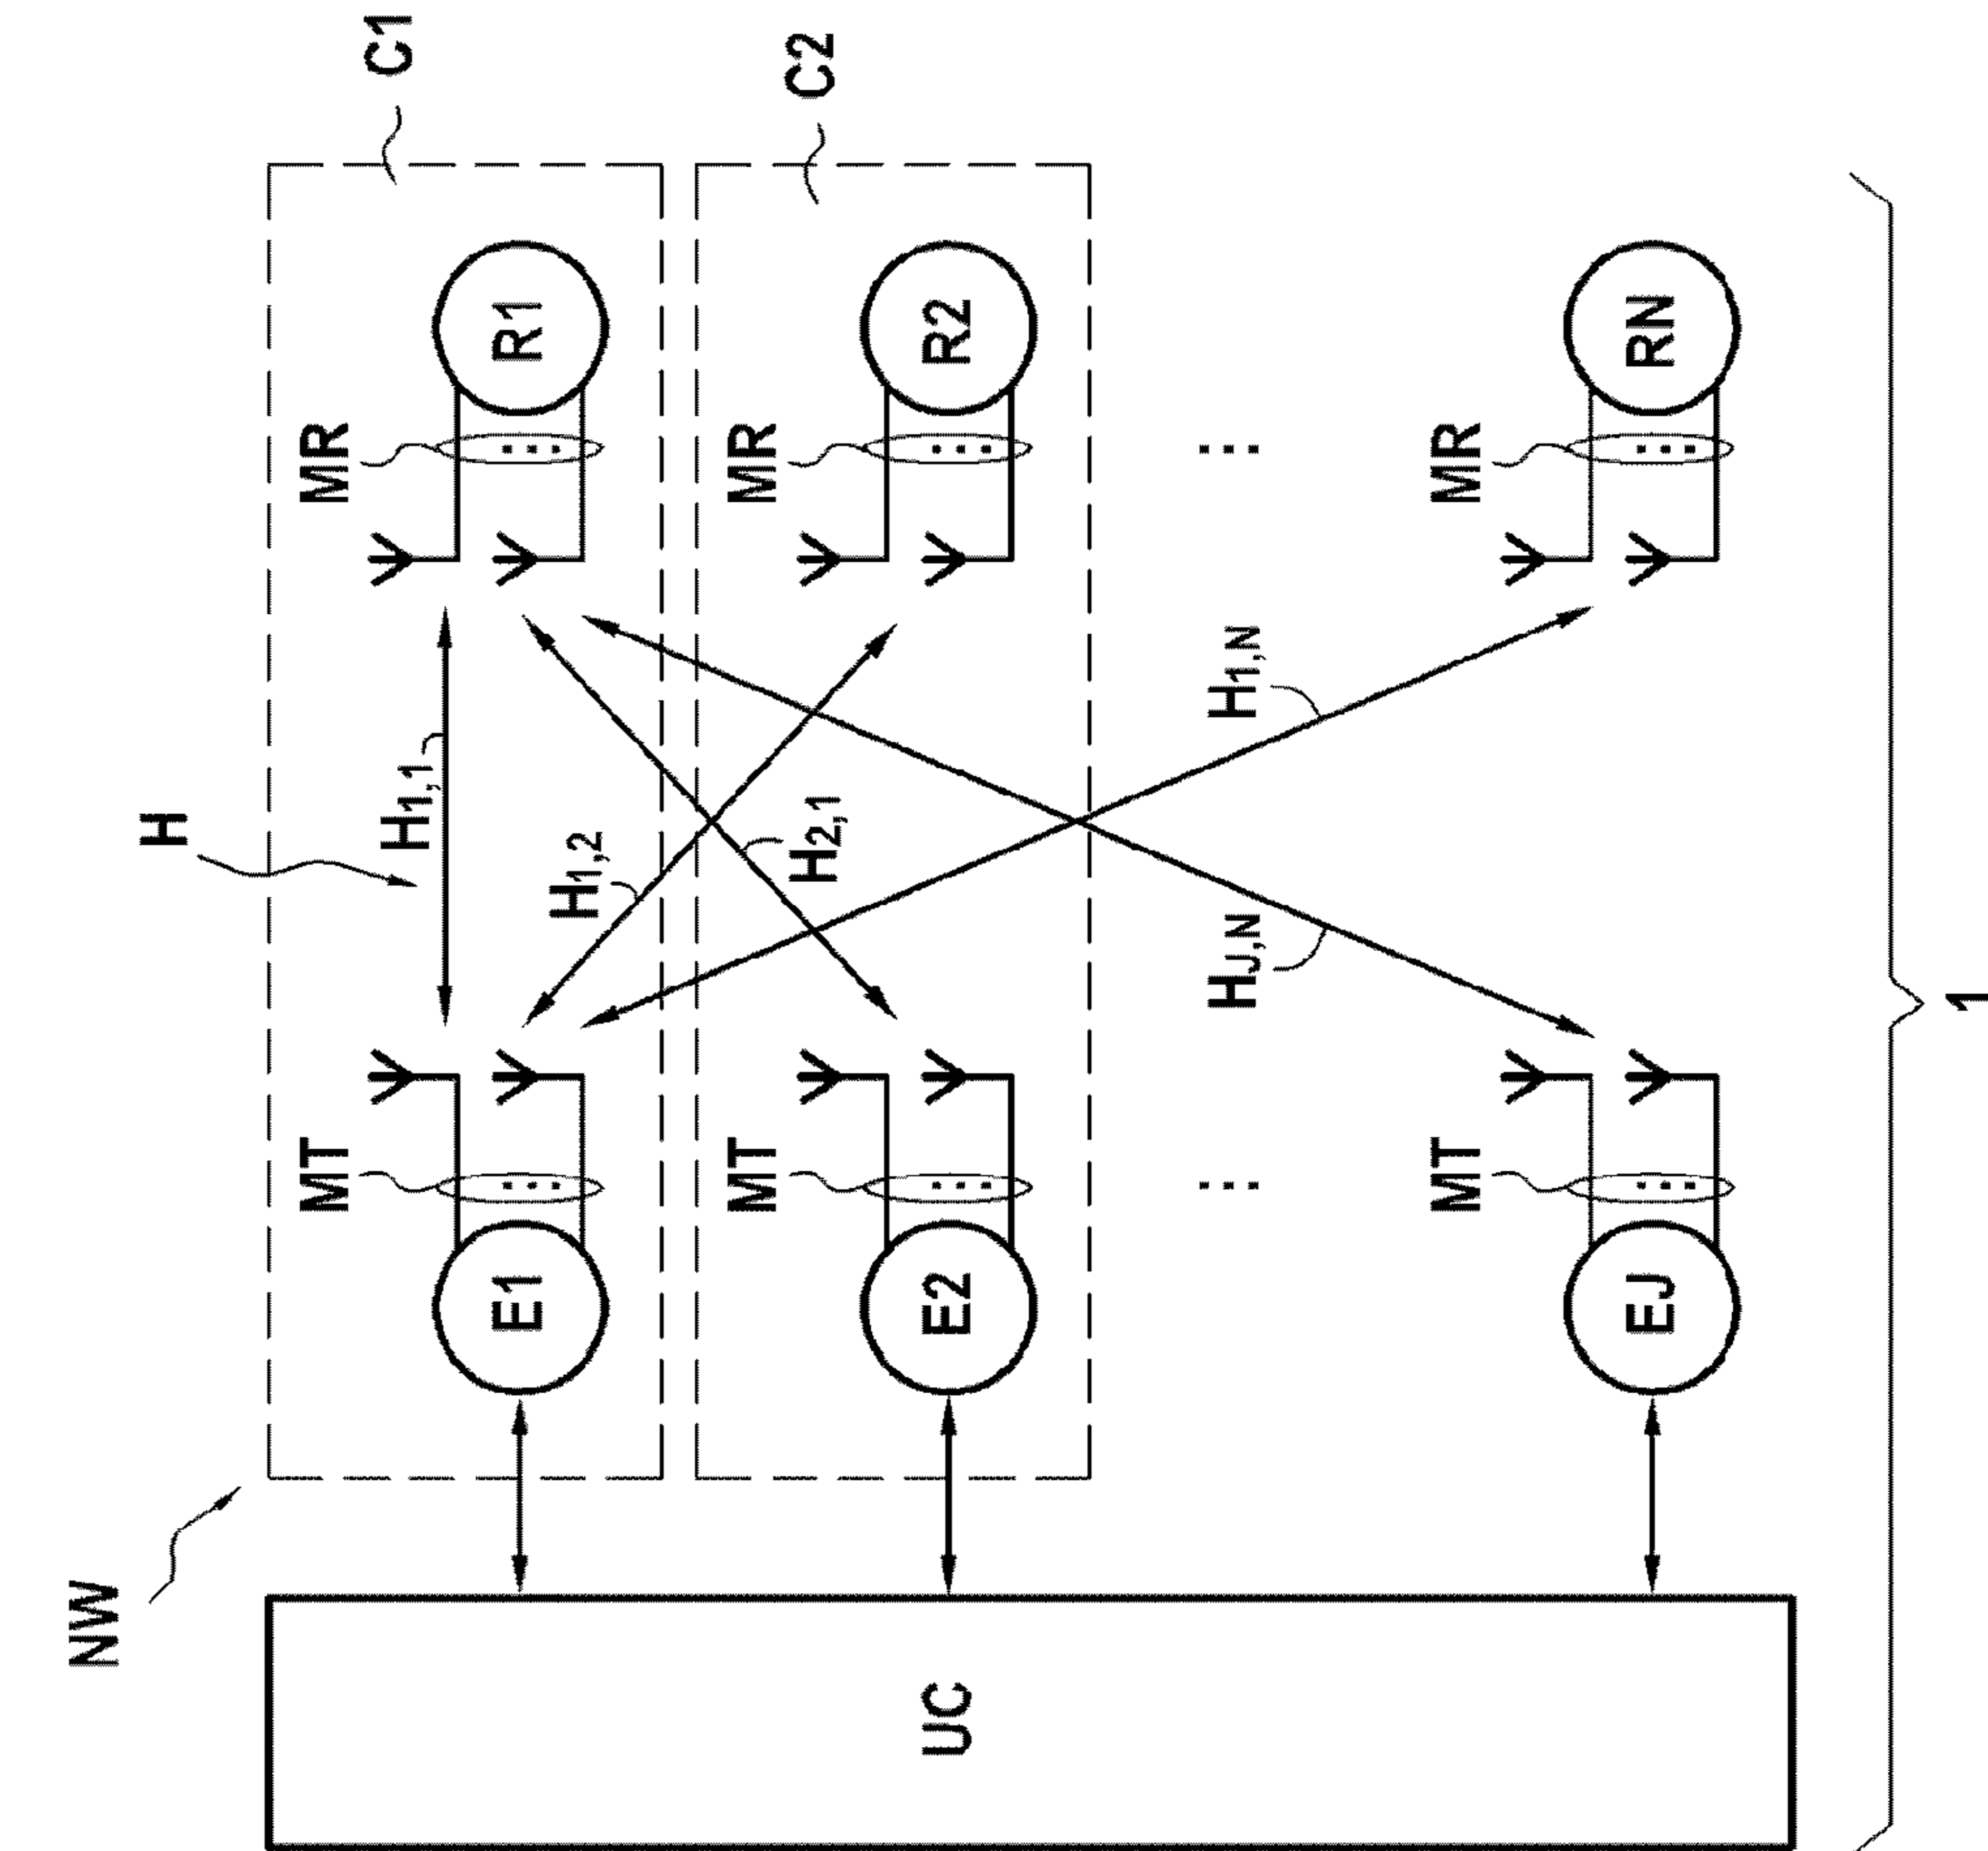 NW
H
C1
MT
MR
E1
H1,1
R1
H1,2
C2
MT
MR
UC
E2
H2,1
R2
HJ,N
H1,N
MT
MR
EJ
RN
1